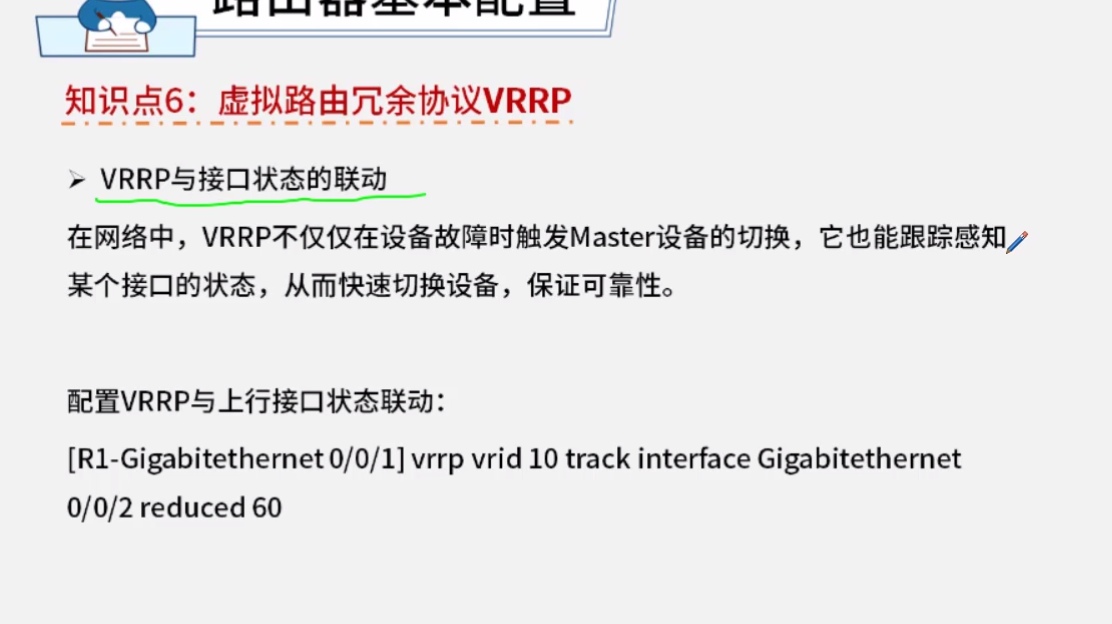 路由器基本配置
知识点6：虚拟路由冗余协议VRRP
VRRP与接口状态的联动
在网络中，VRRP不仅仅在设备故障时触发Master设备的切换，它也能跟踪感知
某个接口的状态，从而快速切换设备，保证可靠性。
配置VRRP与上行接口状态联动：
[R1-Gigabitethernet 0/0/1] vrrp vrid 10 track interface Gigabitethernet
0/0/2 reduced 60